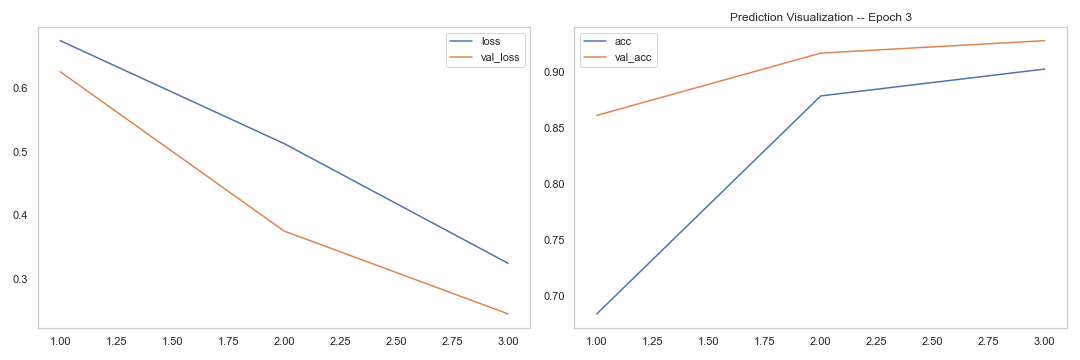 Prediction Visualization -- Epoch 3
loss
val_loss
0.6
0.5
0.4
0.3
1.00 1.25 1.50 1.75 2.00 2.25 2.50 2.75 3.00
acc
val_acc
0.90
0.85
0.80
0.75
0.70
1.00 1.25 1.50 1.75 2.00 2.25 2.50 2.75 3.00